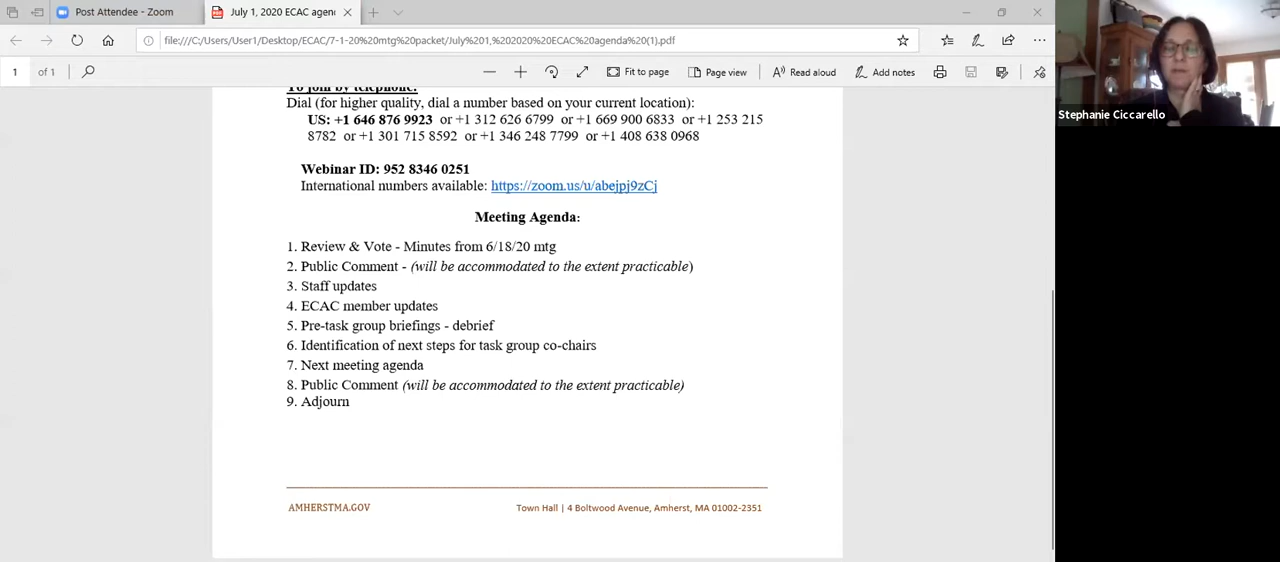 Post Attendee - Zoom
July 1, 2020 ECAC agen
file:///C:/Users/User1/Desktop/ECAC/7-1-20%20mtg%20packet/July%201,%202020%20ECAC%20agenda%20(1).pdf
1 of 1 Fit to page Page view Read aloud Add notes
To join by telephone:
Dial (for higher quality, dial a number based on your current location):
US: +1 646 876 9923 or +1 312 626 6799 or +1 669 900 6833 or +1 253 215
8782 or +1 301 715 8592 or +1 346 248 7799 or +1 408 638 0968
Webinar ID: 952 8346 0251
International numbers available: https://zoom.us/u/abejpj9zCj
Meeting Agenda:
1. Review & Vote - Minutes from 6/18/20 mtg
2. Public Comment - (will be accommodated to the extent practicable)
3. Staff updates
4. ECAC member updates
5. Pre-task group briefings - debrief
6. Identification of next steps for task group co-chairs
7. Next meeting agenda
8. Public Comment (will be accommodated to the extent practicable)
9. Adjourn
AMHERSTMA.GOV
Town Hall | 4 Boltwood Avenue, Amherst, MA 01002-2351
Stephanie Ciccarello